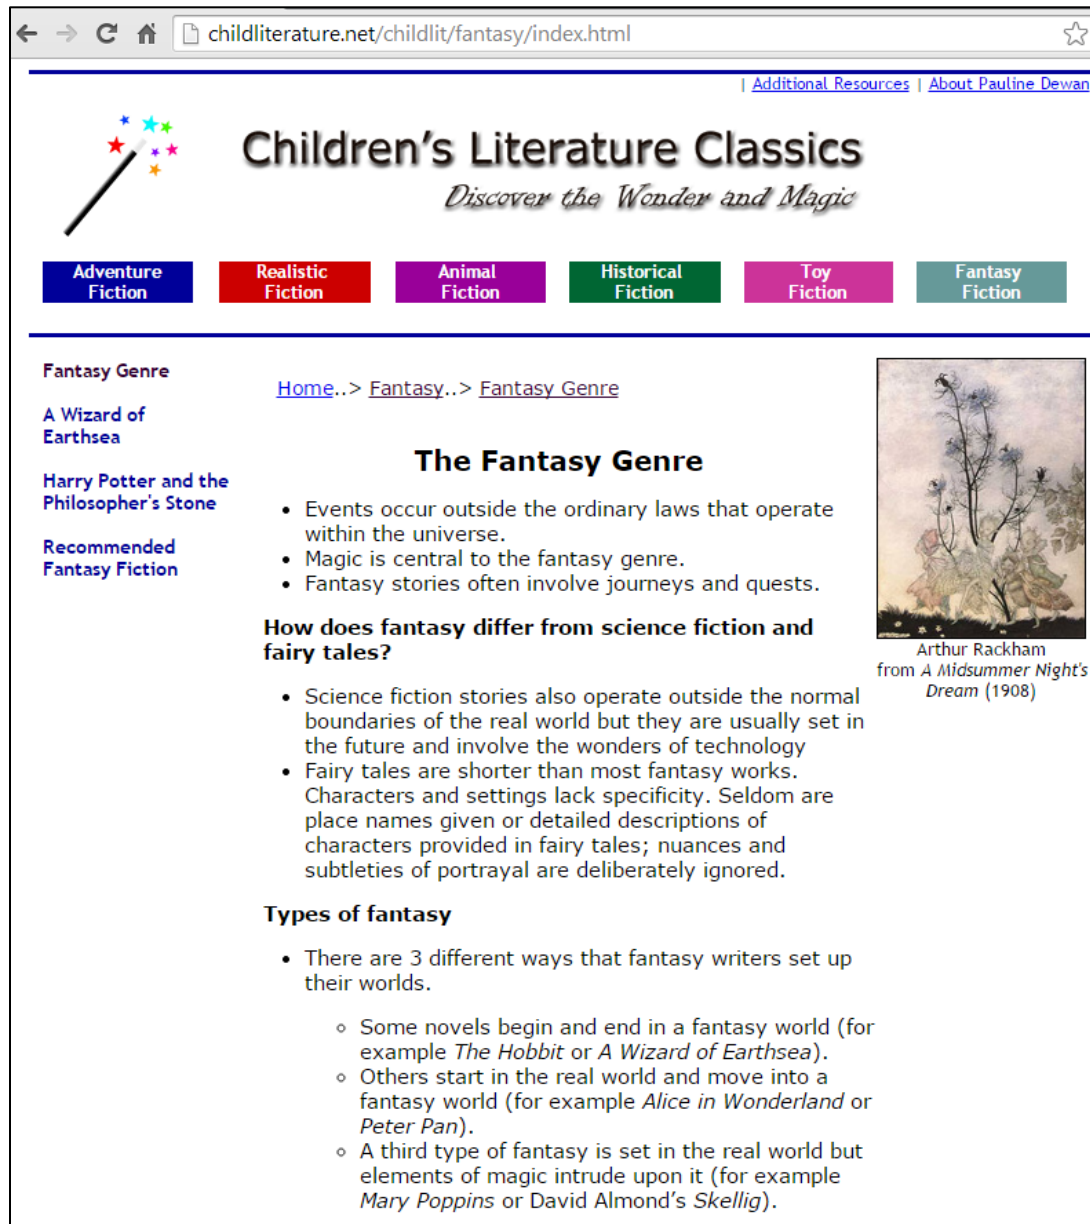 childliterature.net/childlit/fantasy/index.html
| Additional Resources | About Pauline Dewan
Children's Literature Classics
Discover the Wonder and Magic
Adventure
Fiction
Realistic
Fiction
Animal
Fiction
Historical
Fiction
Toy
Fiction
Fantasy
Fiction
Fantasy Genre
A Wizard of
Earthsea
Harry Potter and the
Philosopher's Stone
Recommended
Fantasy Fiction
Home..> Fantasy..> Fantasy Genre
The Fantasy Genre
• Events occur outside the ordinary laws that operate
within the universe.
• Magic is central to the fantasy genre.
• Fantasy stories often involve journeys and quests.
How does fantasy differ from science fiction and
fairy tales?
• Science fiction stories also operate outside the normal
boundaries of the real world but they are usually set in
the future and involve the wonders of technology
• Fairy tales are shorter than most fantasy works.
Characters and settings lack specificity. Seldom are
place names given or detailed descriptions of
characters provided in fairy tales; nuances and
subtleties of portrayal are deliberately ignored.
Types of fantasy
• There are 3 different ways that fantasy writers set up
their worlds.
◦ Some novels begin and end in a fantasy world (for
example The Hobbit or A Wizard of Earthsea).
◦ Others start in the real world and move into a
fantasy world (for example Alice in Wonderland or
Peter Pan).
◦ A third type of fantasy is set in the real world but
elements of magic intrude upon it (for example
Mary Poppins or David Almond's Skellig).
Arthur Rackham
from A Midsummer Night's
Dream (1908)